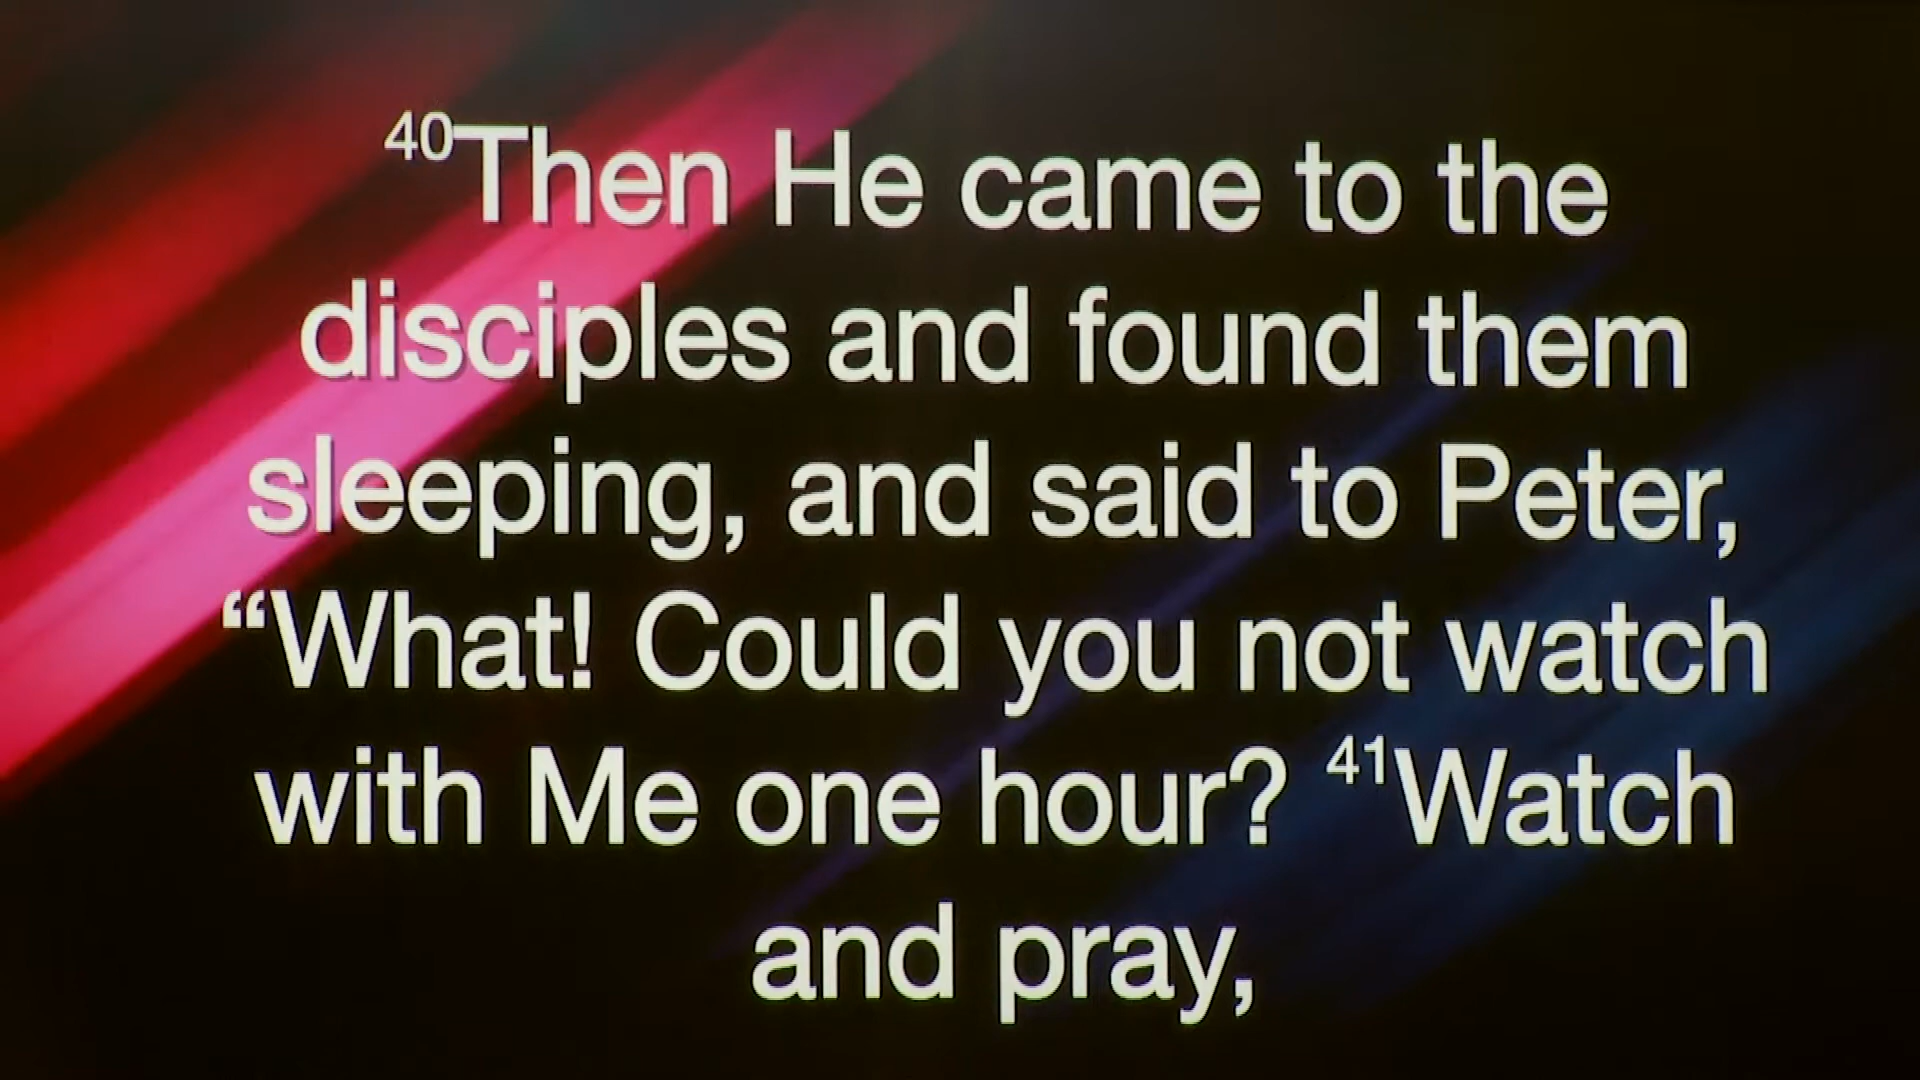 40Then He came to the
disciples and found them
sleeping, and said to Peter,
“What! Could you not watch
with Me one hour? 41Watch
and pray,